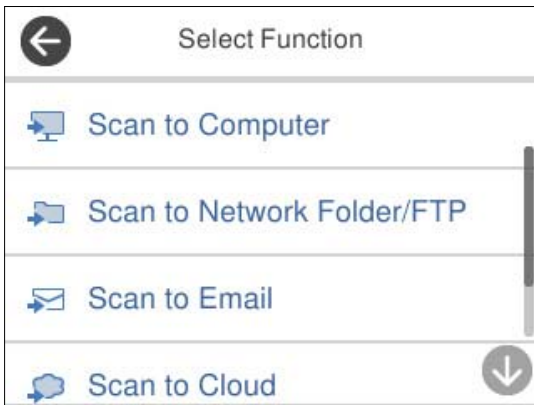 Select Function
Scan to Computer
Scan to Network Folder/FTP
Scan to Email
Scan to Cloud